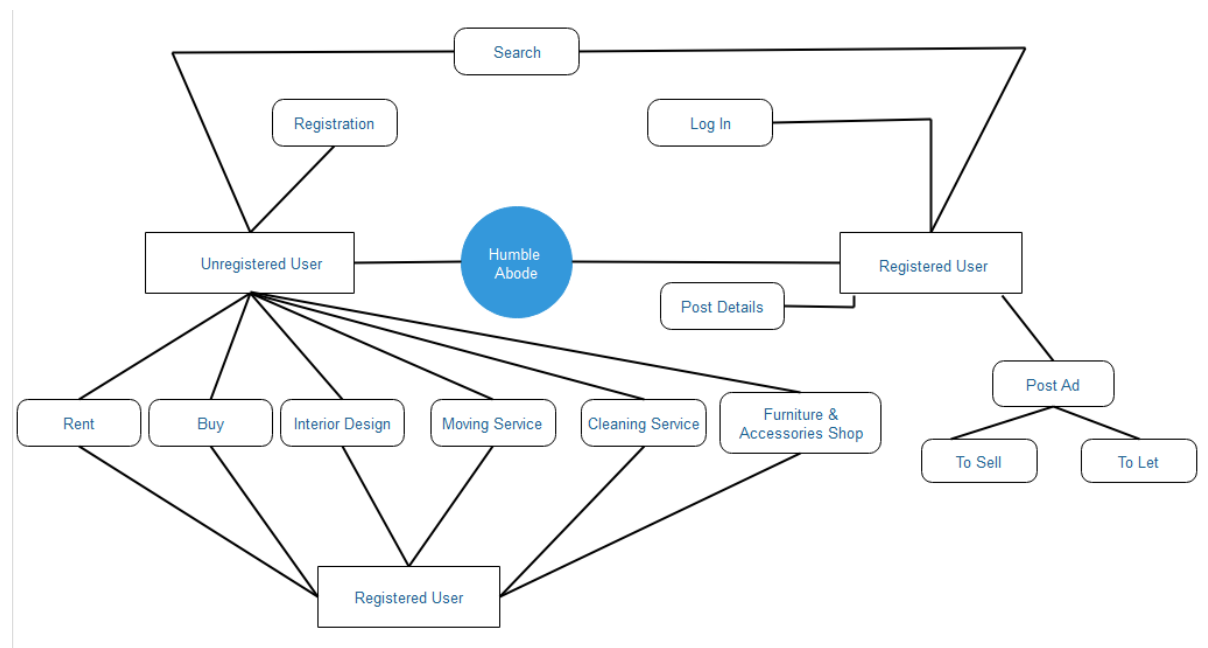 Search
Registration
Log In
Unregistered User
Humble
Abode
Registered User
Post Details
Post Ad
Rent
Buy
Interior Design
Moving Service
Cleaning Service
Furniture &
Accessories Shop
To Sell
To Let
Registered User